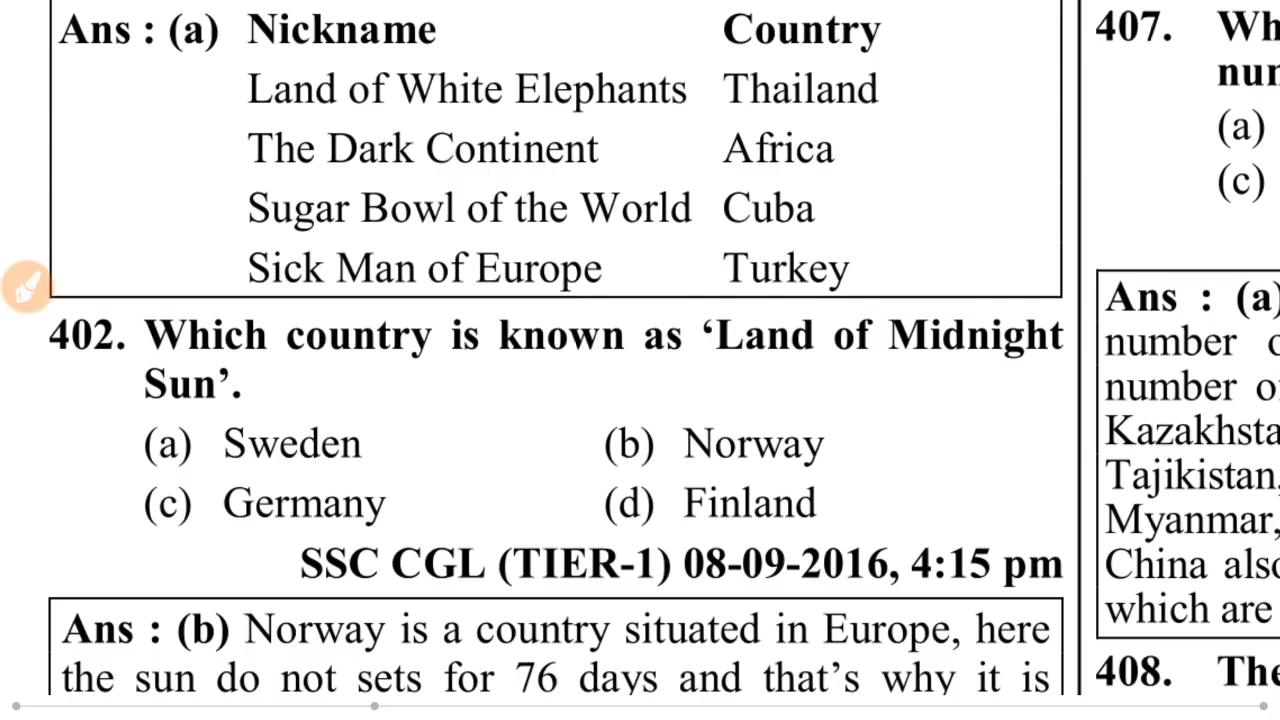 Ans : (a) Nickname Country
Land of White Elephants Thailand
The Dark Continent Africa
Sugar Bowl of the World Cuba
Sick Man of Europe Turkey
402. Which country is known as ‘Land of Midnight
Sun’.
(a) Sweden (b) Norway
(c) Germany (d) Finland
SSC CGL (TIER-1) 08-09-2016, 4:15 pm
Ans : (b) Norway is a country situated in Europe, here
the sun do not sets for 76 days and that’s why it is
407.
(a)
(c)
Ans : (a)
number
number
Tajikistan,
Myanmar,
China
which are
408.